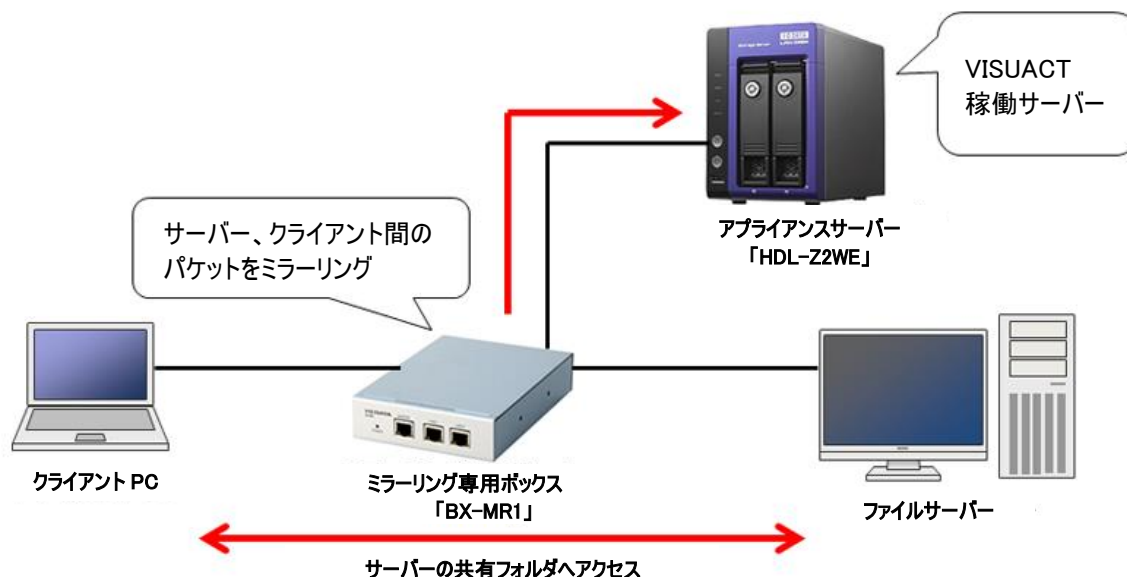 VISUACT
稼働サーバー
アプライアンスサーバー
「HDL-Z2WE」
サーバー、クライアント間の
パケットをミラーリング
クライアント PC
ミラーリング専用ボックス
「BX-MR1」
ファイルサーバー
サーバーの共有フォルダへアクセス